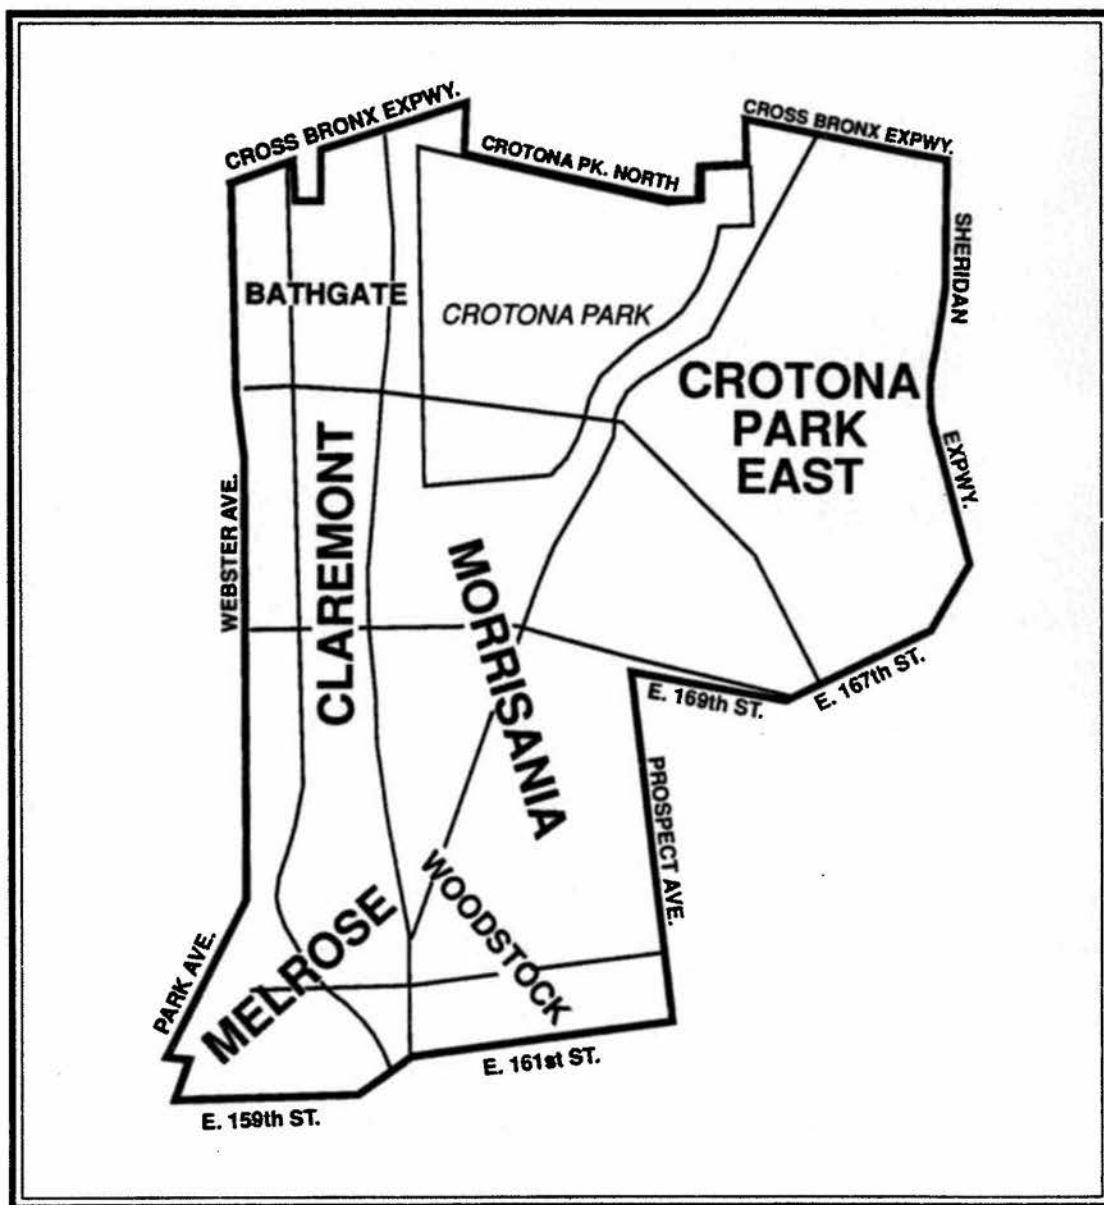 CROSS BRONX EXPWY.
CROTONA PK. NORTH
CROSS BRONX EXPWY.
SHERIDAN
EXPWY.
BATHGATE
CROTONA PARK
CROTONA
PARK
EAST
WEBSTER AVE.
CLAREMONT
MORRISANIA
E. 169th ST.
E. 167th ST.
PROSPECT AVE.
WOODSTOCK
MELROSE
PARK AVE.
E. 161st ST.
E. 159th ST.